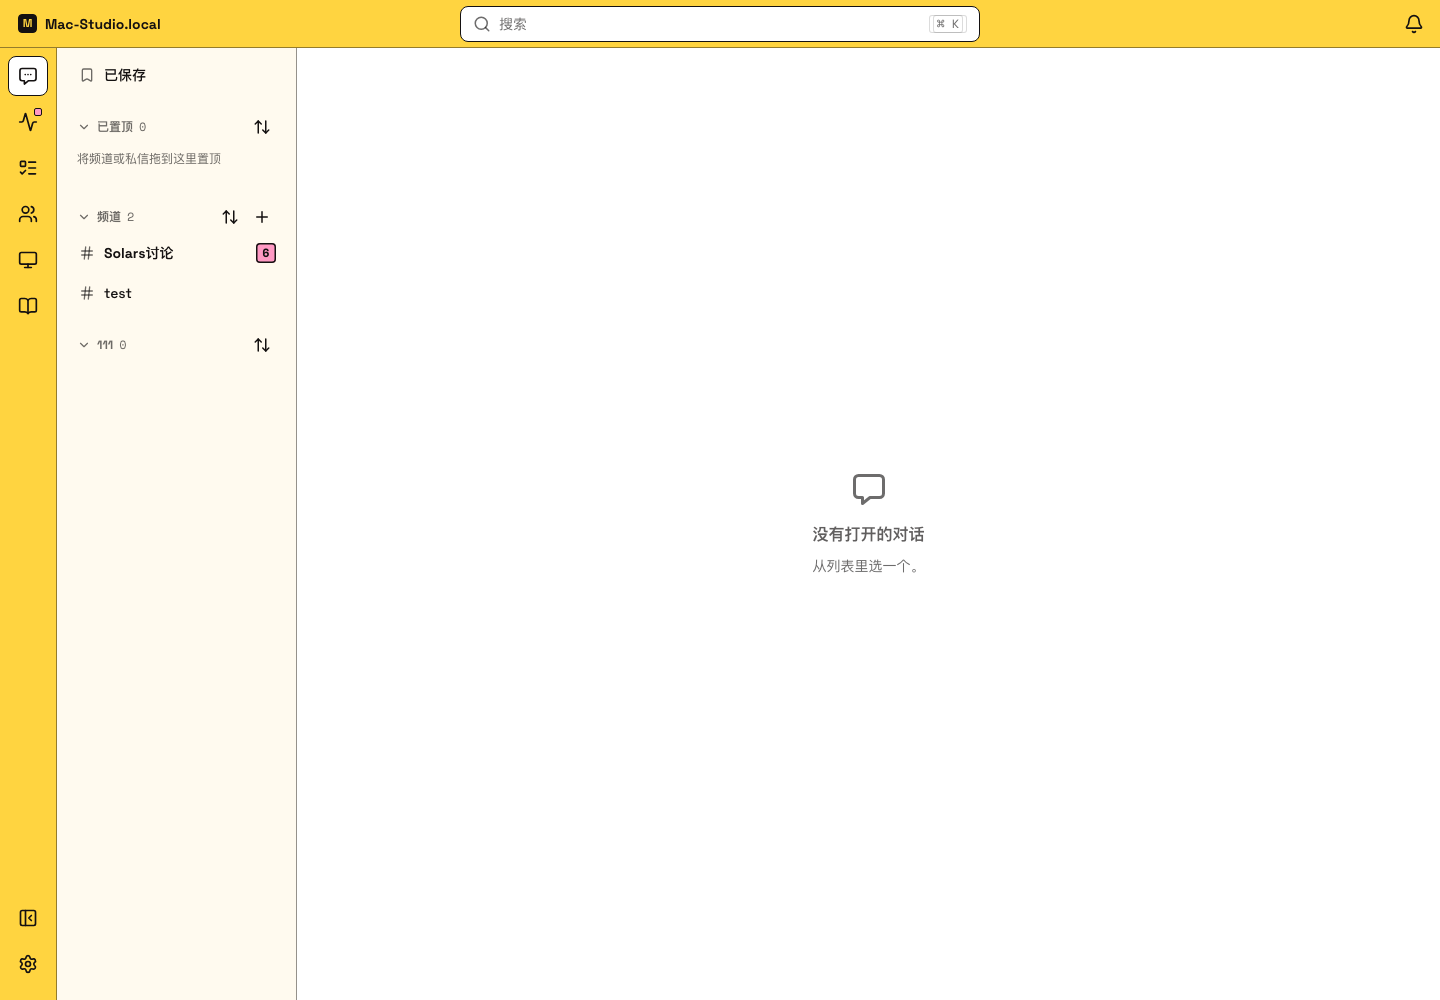 M Mac-Studio.local
搜索
⌘ K
已保存
已置顶 0
将频道或私信拖到这里置顶
频道 2
# Solars讨论 6
# test
111 0
没有打开的对话
从列表里选一个。